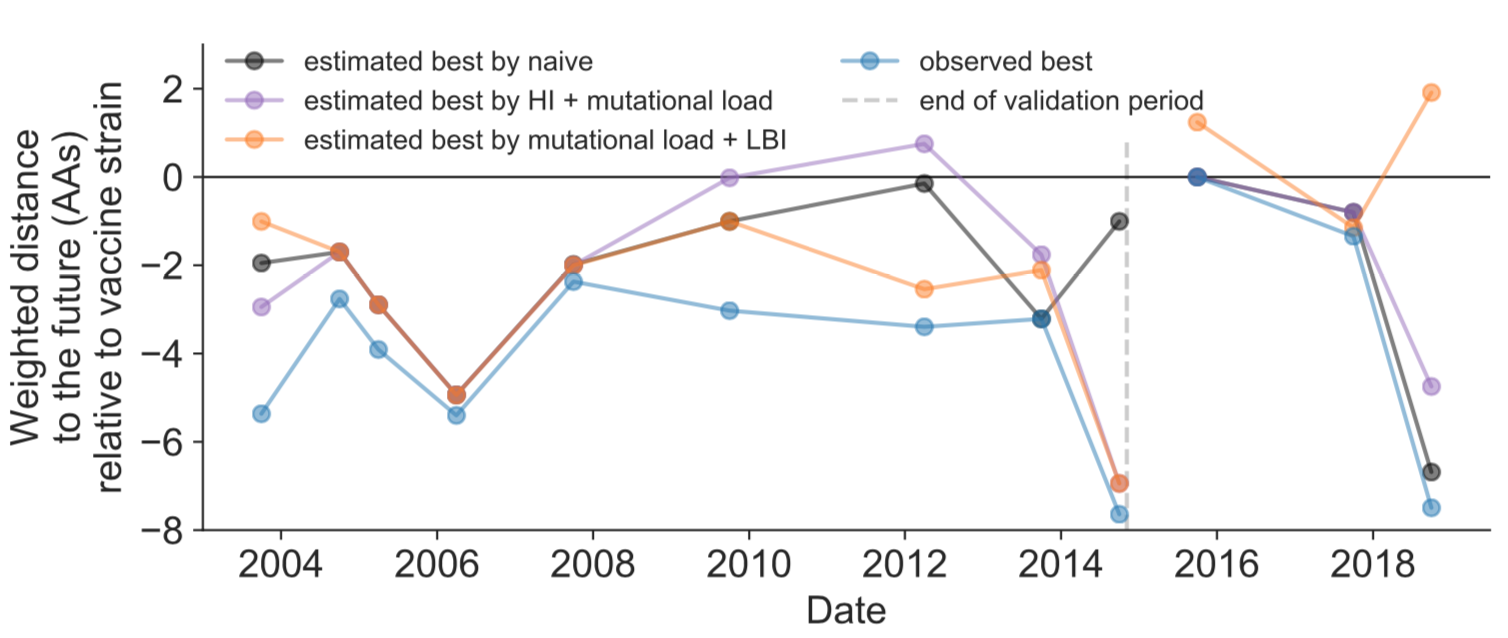 estimated best by naive
estimated best by HI + mutational load
estimated best by mutational load + LBI
observed best
end of validation period
Weighted distance
to the future (AAs)
relative to vaccine strain
2
0
−2
−4
−6
−8
2004 2006 2008 2010 2012 2014 2016 2018
Date